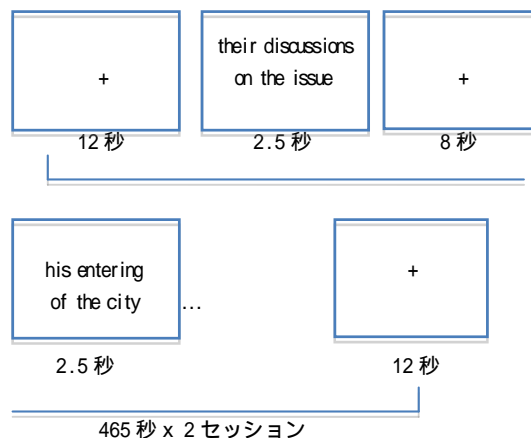 +
their discussions
on the issue
+
12 秒
2.5 秒
8 秒
his entering
of the city
...
+
2.5 秒
12 秒
465 秒 x 2 セッション